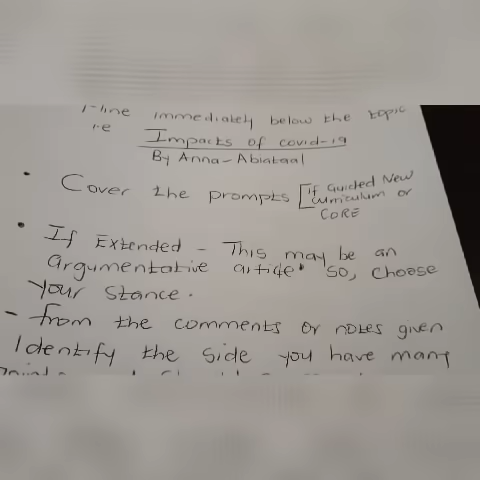 1-line immediately below the topic
i.e Impacts of covid-19
By Anna-Abiataal
• Cover the prompts [If Guided New
Curriculum or
CORE
• If Extended - This may be an
argumentative article. So, choose
your stance.
- from the comments or notes given
Identify the side you have many